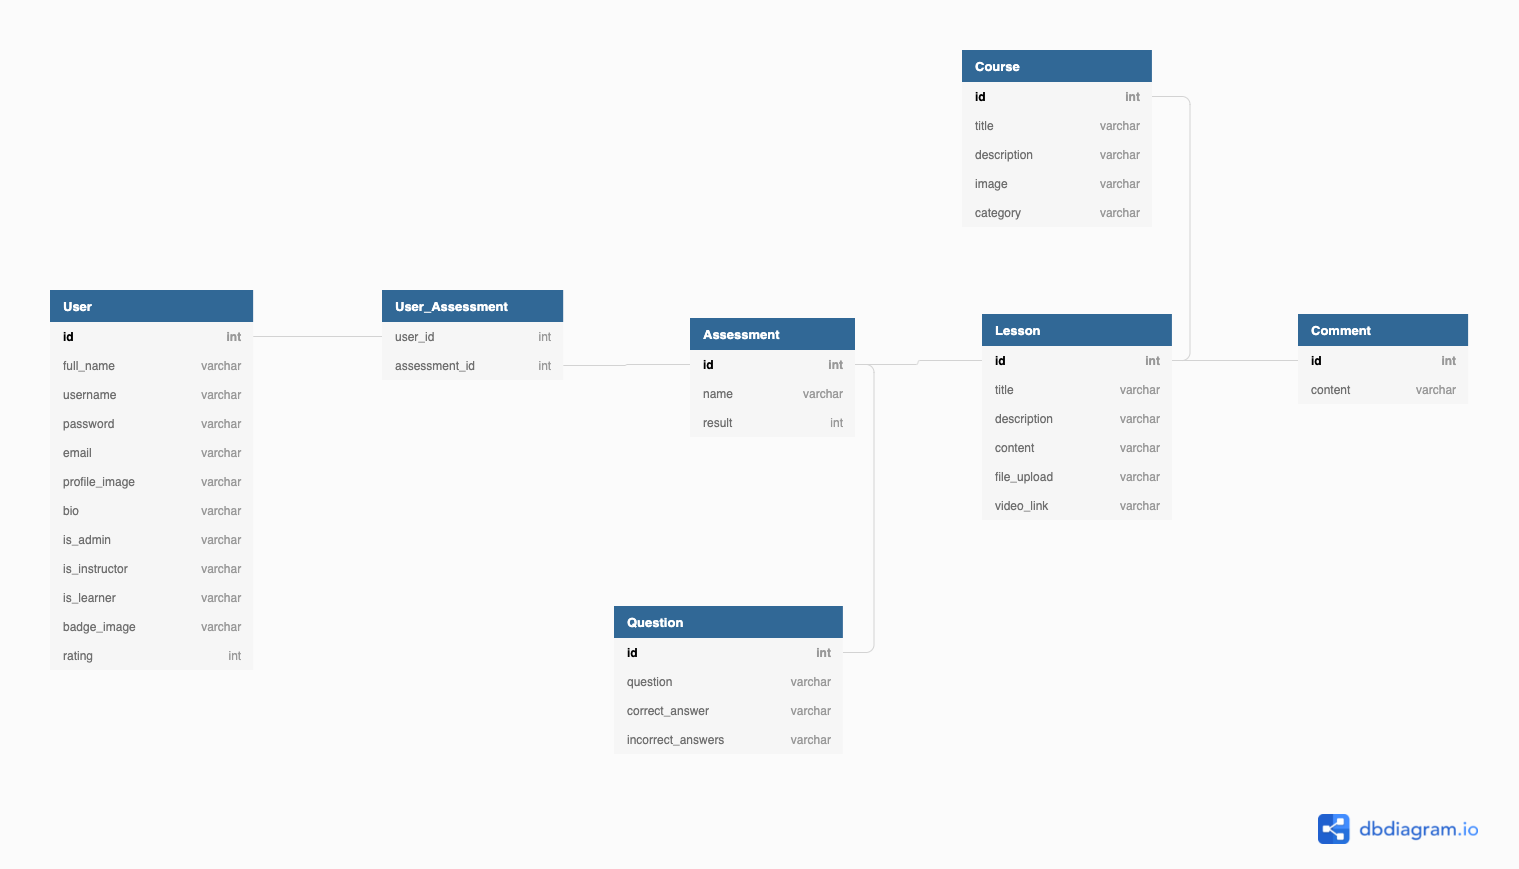 Course
id int
title varchar
description varchar
image varchar
category varchar
User
id int
full_name varchar
username varchar
password varchar
email varchar
profile_image varchar
bio varchar
is_admin varchar
is_instructor varchar
is_learner varchar
badge_image varchar
rating int
User_Assessment
user_id int
assessment_id int
Assessment
id int
name varchar
result int
Lesson
id int
title varchar
description varchar
content varchar
file_upload varchar
video_link varchar
Comment
id int
content varchar
Question
id int
question varchar
correct_answer varchar
incorrect_answers varchar
dbdiagram.io